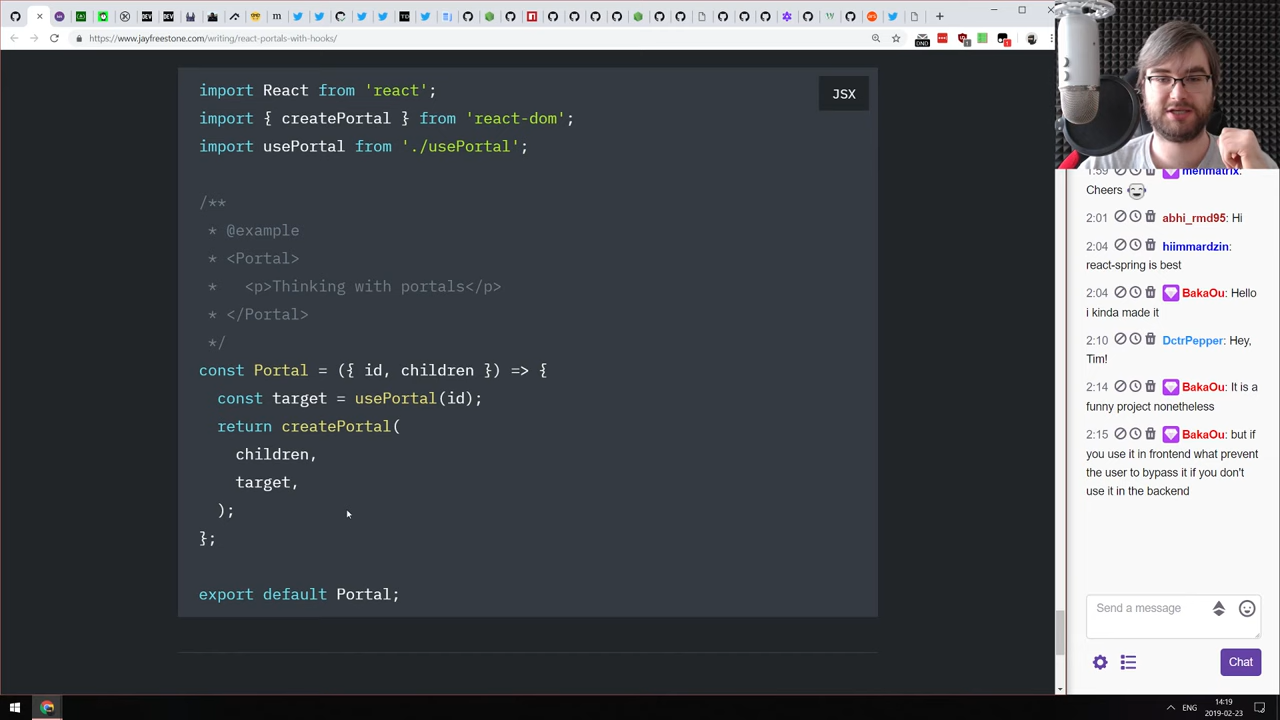 https://www.jayfreestone.com/writing/react-portals-with-hooks/
JSX
import React from 'react';
import { createPortal } from 'react-dom';
import usePortal from './usePortal';
/**
* @example
* <Portal>
*   <p>Thinking with portals</p>
* </Portal>
*/
const Portal = ({ id, children }) => {
const target = usePortal(id);
return createPortal(
children,
target,
);
};
export default Portal;
1:59 menmatrix:
Cheers
2:01 abhi_rmd95: Hi
2:04 hiimmardzin:
react-spring is best
2:04 BakaOu: Hello
i kinda made it
2:10 DctrPepper: Hey,
Tim!
2:14 BakaOu: It is a
funny project nonetheless
2:15 BakaOu: but if
you use it in frontend what prevent
the user to bypass it if you don't
use it in the backend
Send a message
Chat
ENG
14:19
2019-02-23